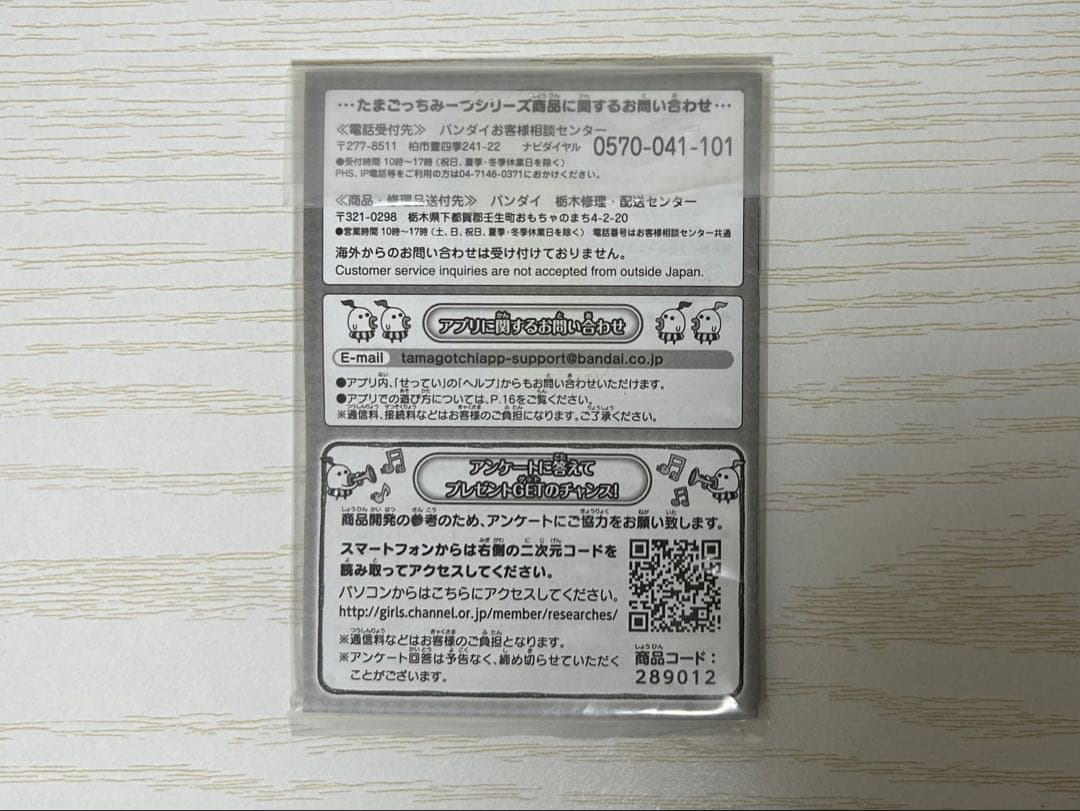 …たまごっちみーつシリーズ商品に関するお問い合わせ…
≪電話受付先≫ バンダイお客様相談センター
〒277-8511 柏市豊四季241-22 ナビダイヤル 0570-041-101
●受付時間 10時～17時（祝日、夏季・冬季休業日を除く）
PHS、IP電話等をご利用の方は04-7146-0371におかけください。
≪商品・修理品送付先≫ バンダイ 栃木修理・配送センター
〒321-0298 栃木県下都賀郡壬生町おもちゃのまち4-2-20
●営業時間 10時～17時（土、日、祝日、夏季・冬季休業日を除く） 電話番号はお客様相談センター共通
海外からのお問い合わせは受け付けておりません。
Customer service inquiries are not accepted from outside Japan.
アプリに関するお問い合わせ
E-mail tamagotchiapp-support@bandai.co.jp
●アプリ内、「せってい」の「ヘルプ」からもお問い合わせいただけます。
●アプリでの遊び方については、P.16をご覧ください。
※通信料、接続料などはお客様のご負担になります。ご了承ください。
アンケートに答えて
プレゼントGETのチャンス!
商品開発の参考のため、アンケートにご協力をお願い致します。
スマートフォンからは右側の二次元コードを
読み取ってアクセスしてください。
パソコンからはこちらにアクセスしてください。
http://girls.channel.or.jp/member/researches/
※通信料などはお客様のご負担となります。
※アンケート回答は予告なく、締め切らせていただく
ことがございます。
商品コード：
289012